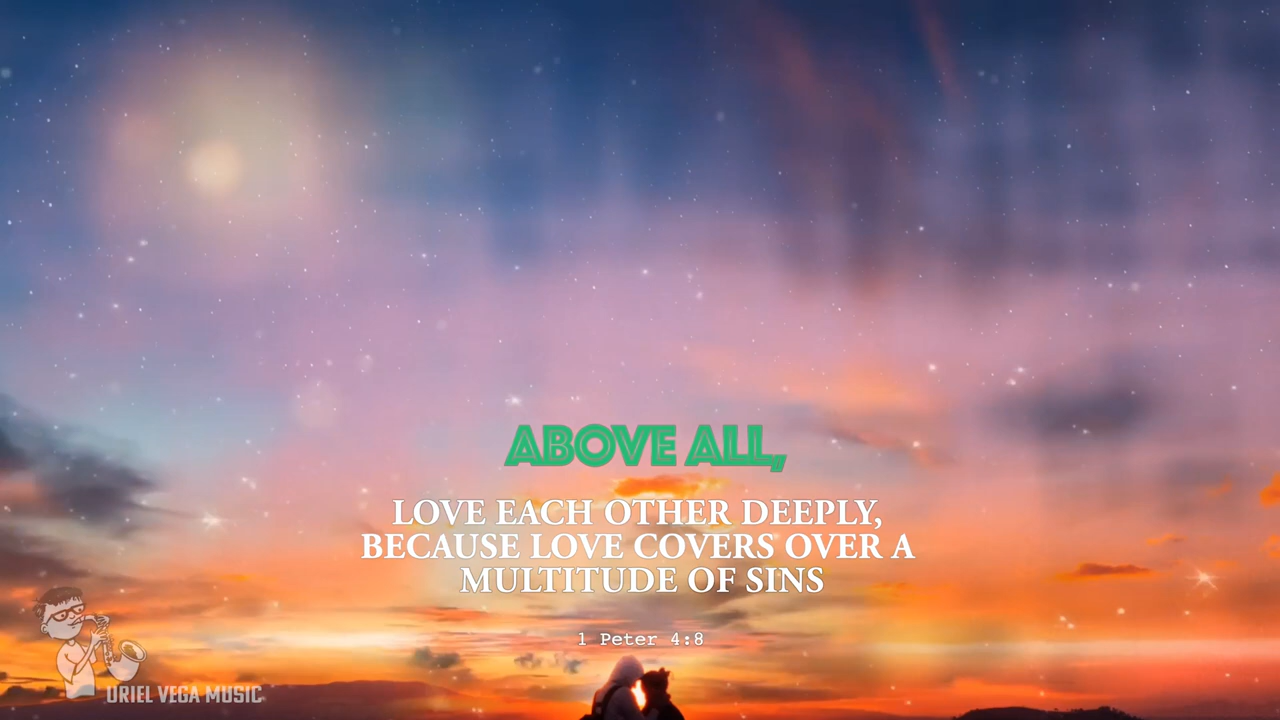 ABOVE ALL,
LOVE EACH OTHER DEEPLY,
BECAUSE LOVE COVERS OVER A
MULTITUDE OF SINS
1 Peter 4:8
URIEL VEGA MUSIC